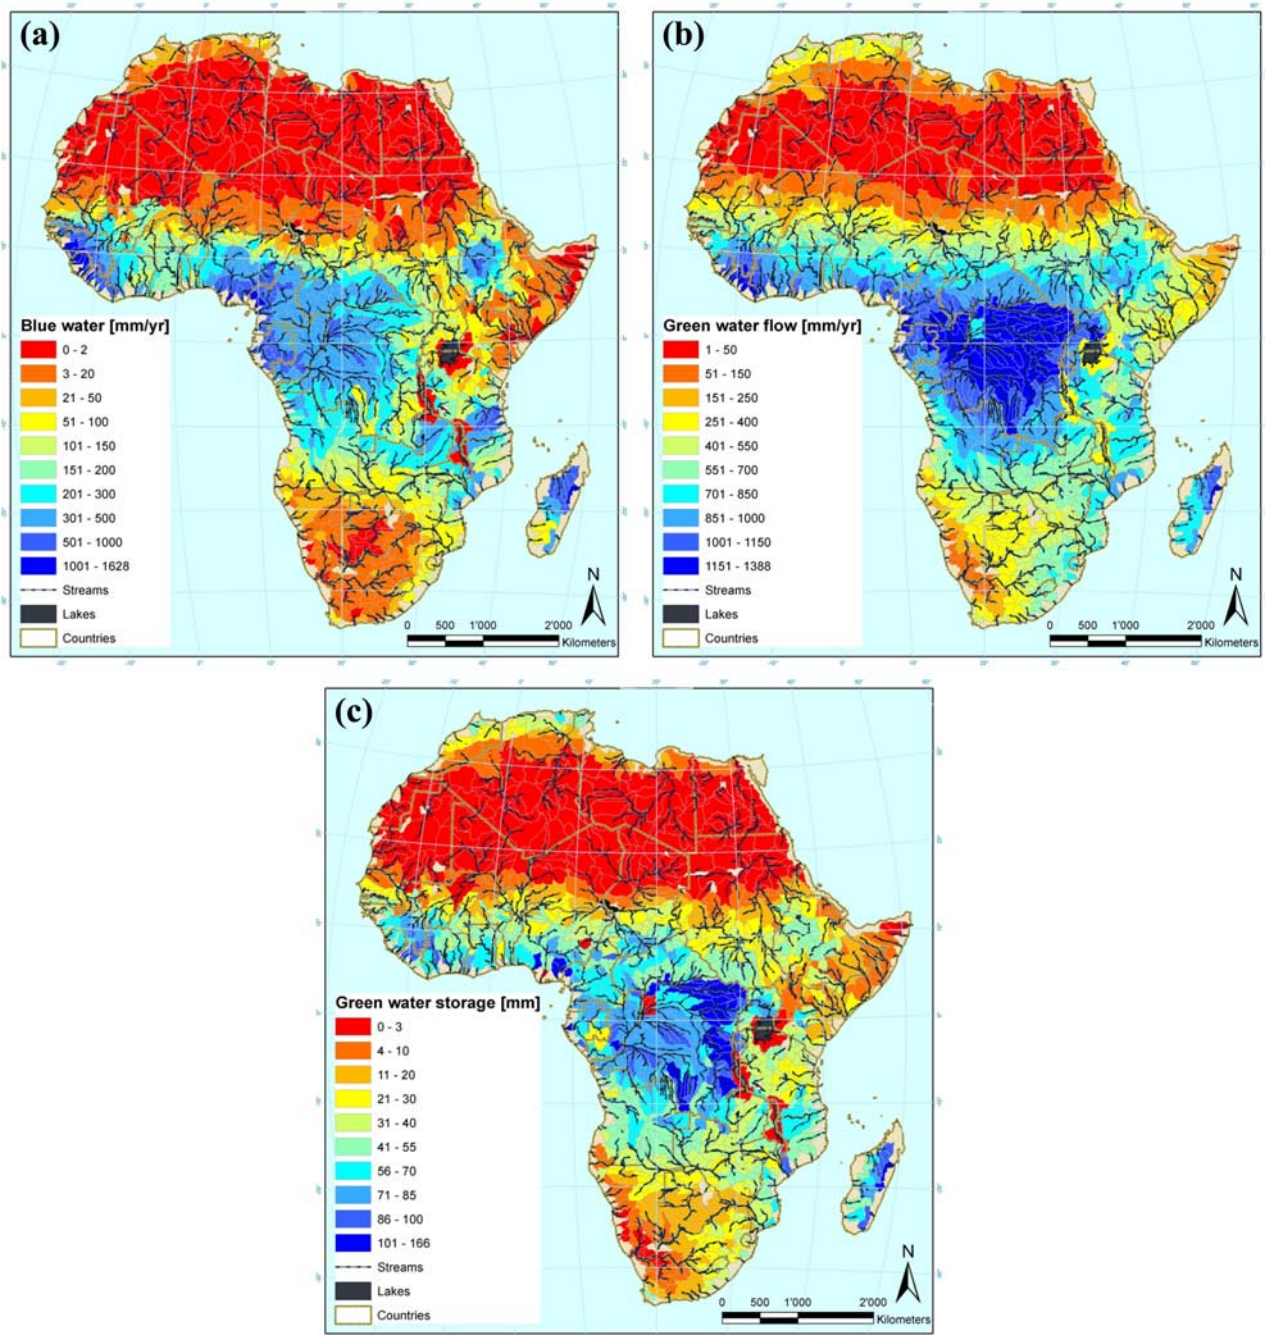 (a)
Blue water [mm/yr]
0 - 2
3 - 20
21 - 50
51 - 100
101 - 150
151 - 200
201 - 300
301 - 500
501 - 1000
1001 - 1628
Streams
Lakes
Countries
N
0 500 1'000 2'000
Kilometers
(b)
Green water flow [mm/yr]
1 - 50
51 - 150
151 - 250
251 - 400
401 - 550
551 - 700
701 - 850
851 - 1000
1001 - 1150
1151 - 1388
Streams
Lakes
Countries
N
0 500 1'000 2'000
Kilometers
(c)
Green water storage [mm]
0 - 3
4 - 10
11 - 20
21 - 30
31 - 40
41 - 55
56 - 70
71 - 85
86 - 100
101 - 166
Streams
Lakes
Countries
N
0 500 1'000 2'000
Kilometers